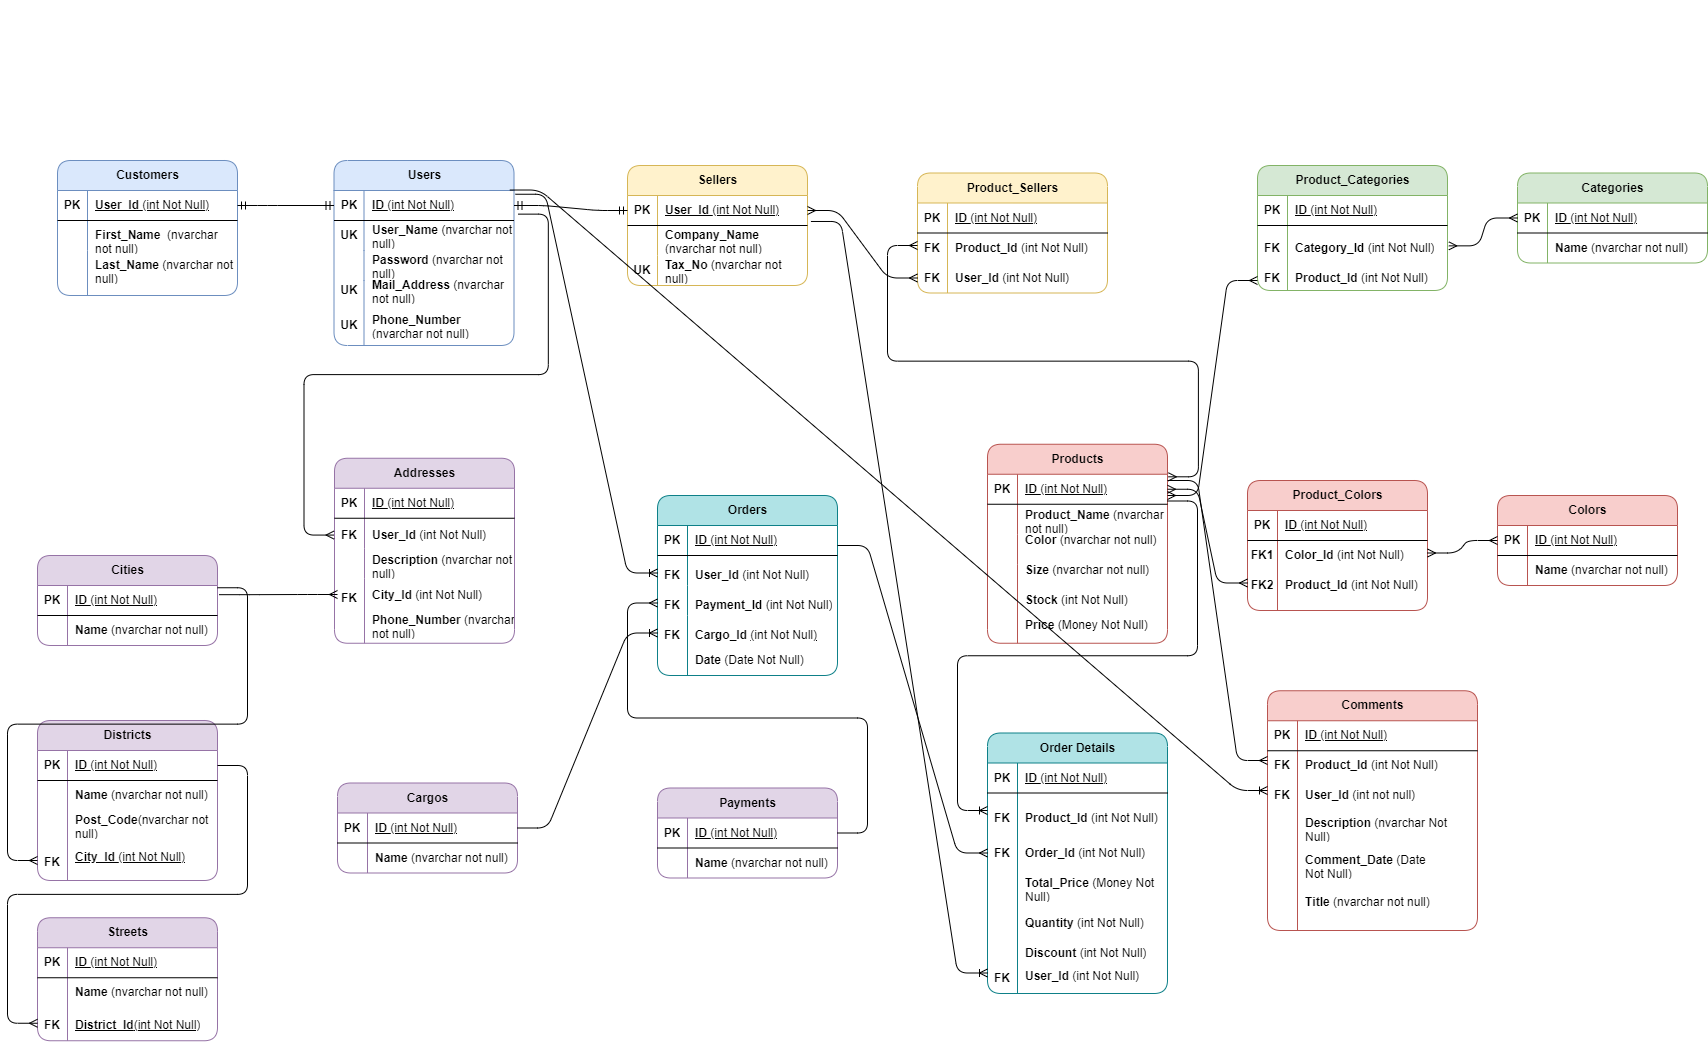 Customers
PK User_Id (int Not Null)
First_Name (nvarchar
not null)
Last_Name (nvarchar not
null)
Users
PK ID (int Not Null)
UK User_Name (nvarchar not
null)
Password (nvarchar not
null)
UK Mail_Address (nvarchar
not null)
UK Phone_Number
(nvarchar not null)
Sellers
PK User_Id (int Not Null)
Company_Name
(nvarchar not null)
UK Tax_No (nvarchar not
null)
Product_Sellers
PK ID (int Not Null)
FK Product_Id (int Not Null)
FK User_Id (int Not Null)
Product_Categories
PK ID (int Not Null)
FK Category_Id (int Not Null)
FK Product_Id (int Not Null)
Categories
PK ID (int Not Null)
Name (nvarchar not null)
Addresses
PK ID (int Not Null)
FK User_Id (int Not Null)
Description (nvarchar not
null)
FK City_Id (int Not Null)
Phone_Number (nvarchar
not null)
Orders
PK ID (int Not Null)
FK User_Id (int Not Null)
FK Payment_Id (int Not Null)
FK Cargo_Id (int Not Null)
Date (Date Not Null)
Products
PK ID (int Not Null)
Product_Name (nvarchar
not null)
Color (nvarchar not null)
Size (nvarchar not null)
Stock (int Not Null)
Price (Money Not Null)
Product_Colors
PK ID (int Not Null)
FK1 Color_Id (int Not Null)
FK2 Product_Id (int Not Null)
Colors
PK ID (int Not Null)
Name (nvarchar not null)
Cities
PK ID (int Not Null)
Name (nvarchar not null)
Districts
PK ID (int Not Null)
Name (nvarchar not null)
Post_Code(nvarchar not
null)
FK City_Id (int Not Null)
Cargos
PK ID (int Not Null)
Name (nvarchar not null)
Payments
PK ID (int Not Null)
Name (nvarchar not null)
Order Details
PK ID (int Not Null)
FK Product_Id (int Not Null)
FK Order_Id (int Not Null)
Total_Price (Money Not
Null)
Quantity (int Not Null)
Discount (int Not Null)
FK User_Id (int Not Null)
Comments
PK ID (int Not Null)
FK Product_Id (int Not Null)
FK User_Id (int not null)
Description (nvarchar Not
Null)
Comment_Date (Date
Not Null)
Title (nvarchar not null)
Streets
PK ID (int Not Null)
Name (nvarchar not null)
FK District_Id(int Not Null)